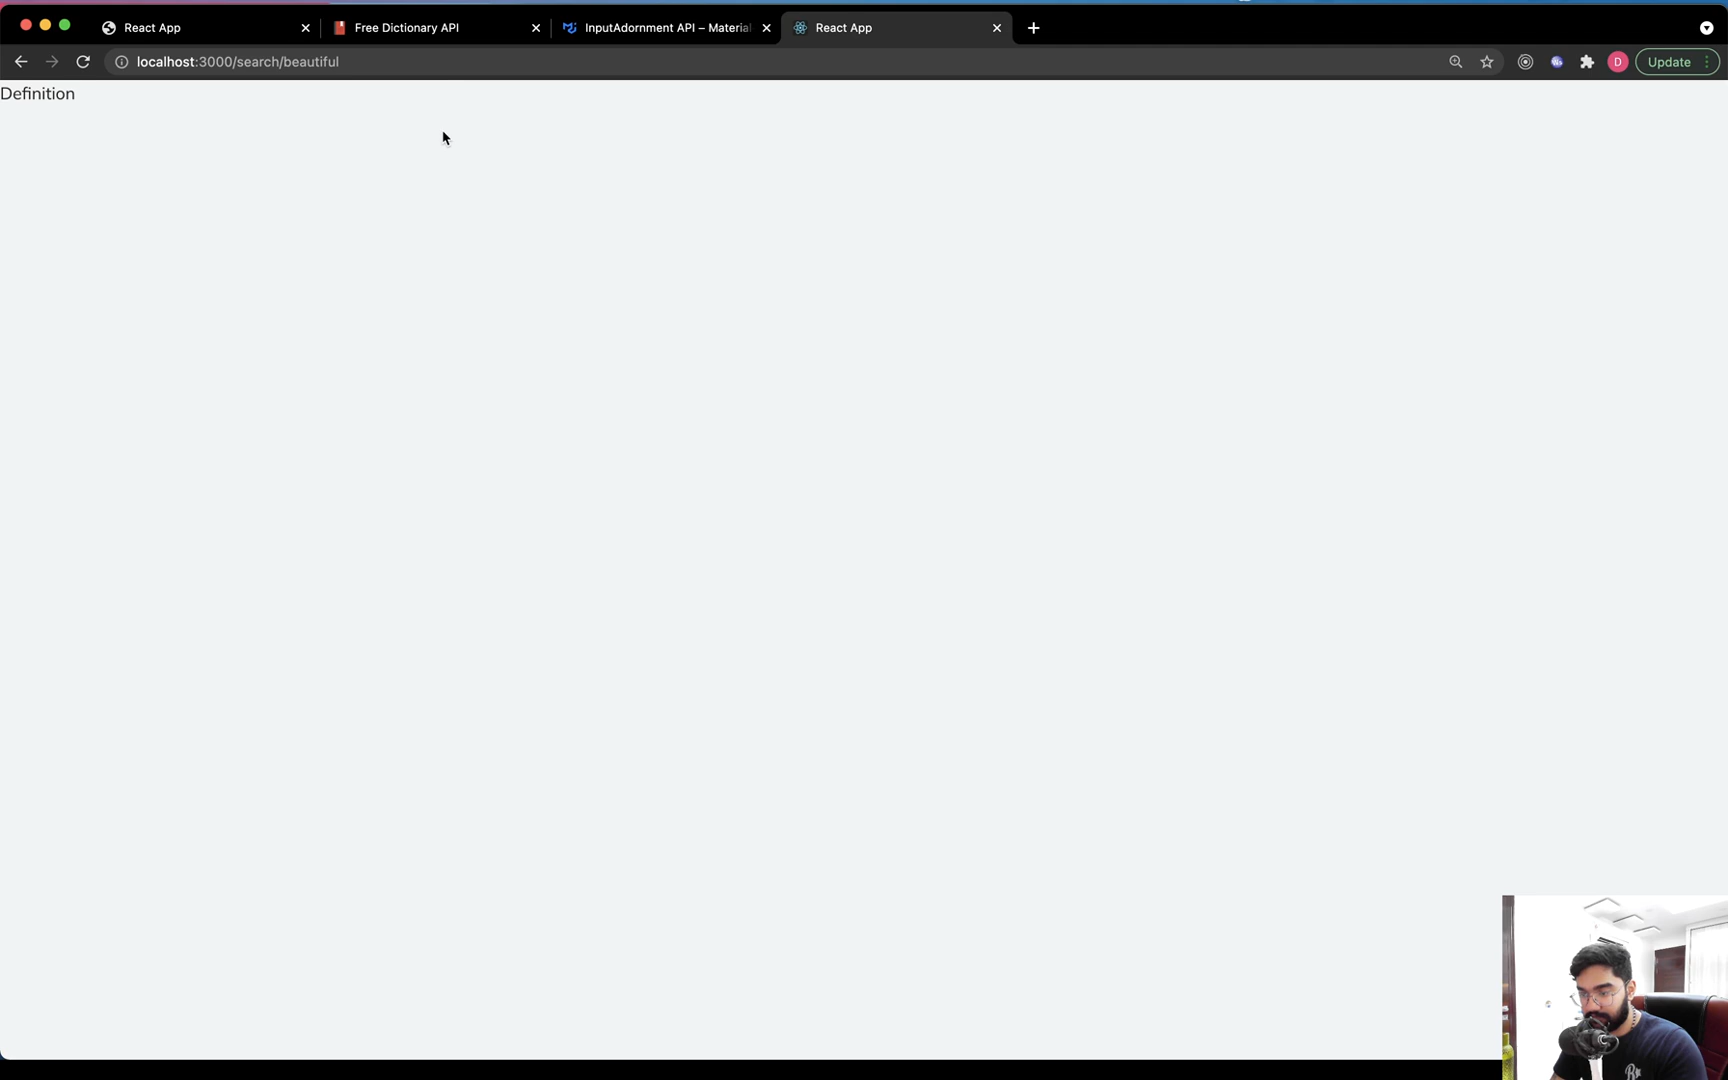 React App
Free Dictionary API
InputAdornment API – Material
React App
localhost:3000/search/beautiful
D
Update
Definition